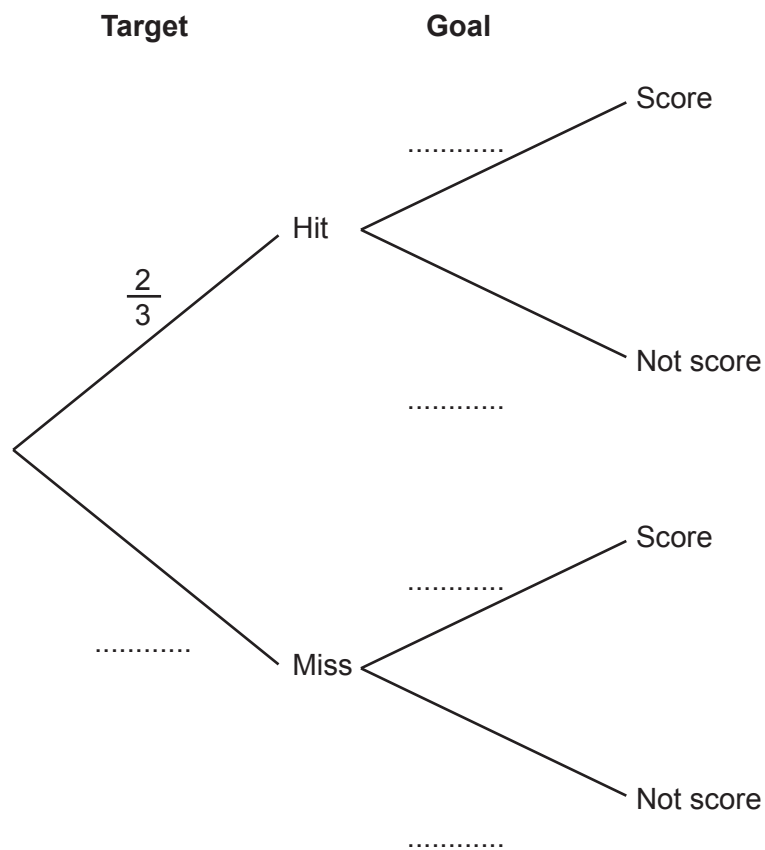 Target Goal
Score
............
Hit
2
3
Not score
............
Score
............
............
Miss
Not score
............